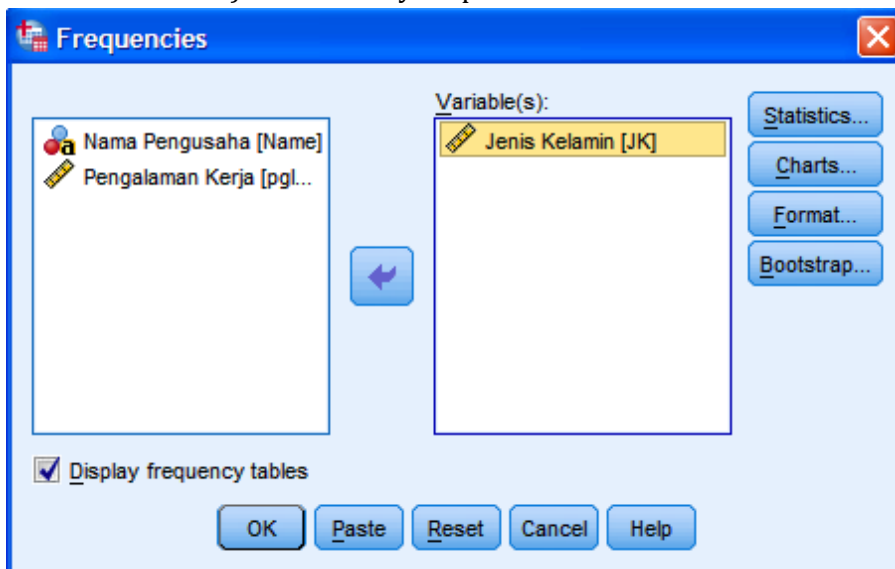 Frequencies
Variable(s):
Nama Pengusaha [Name]
Pengalaman Kerja [pgl...
Jenis Kelamin [JK]
Statistics...
Charts...
Format...
Bootstrap...
Display frequency tables
OK
Paste
Reset
Cancel
Help